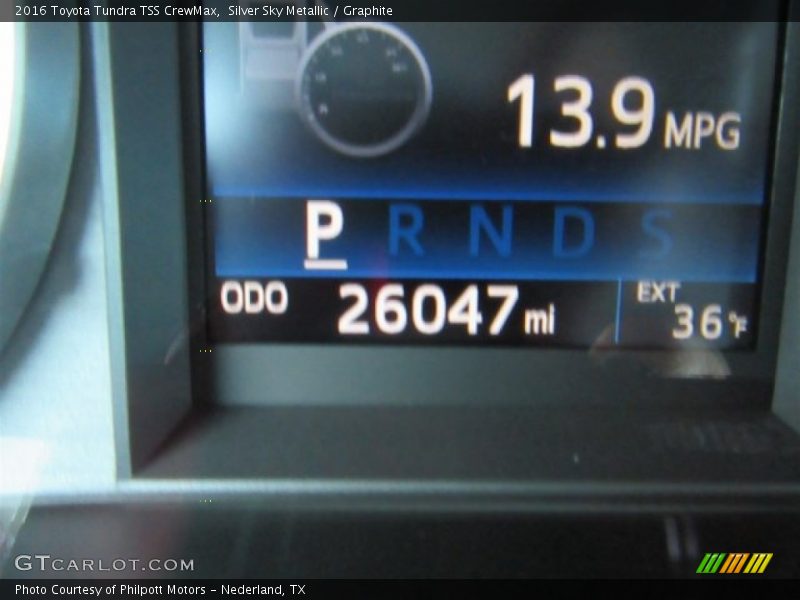 2016 Toyota Tundra TSS CrewMax, Silver Sky Metallic / Graphite
13.9 MPG
P R N D S
ODO 26047 mi EXT 36 °F
GTCARLOT.COM
Photo Courtesy of Philpott Motors - Nederland, TX